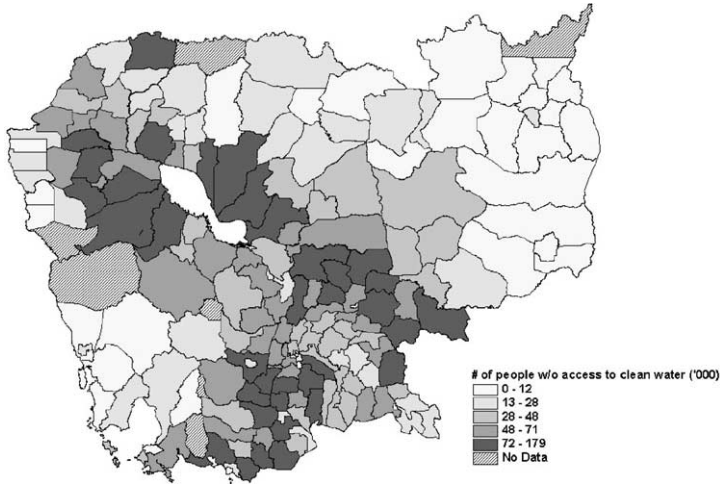 # of people w/o access to clean water ('000)
0 - 12
13 - 28
28 - 48
48 - 71
72 - 179
No Data